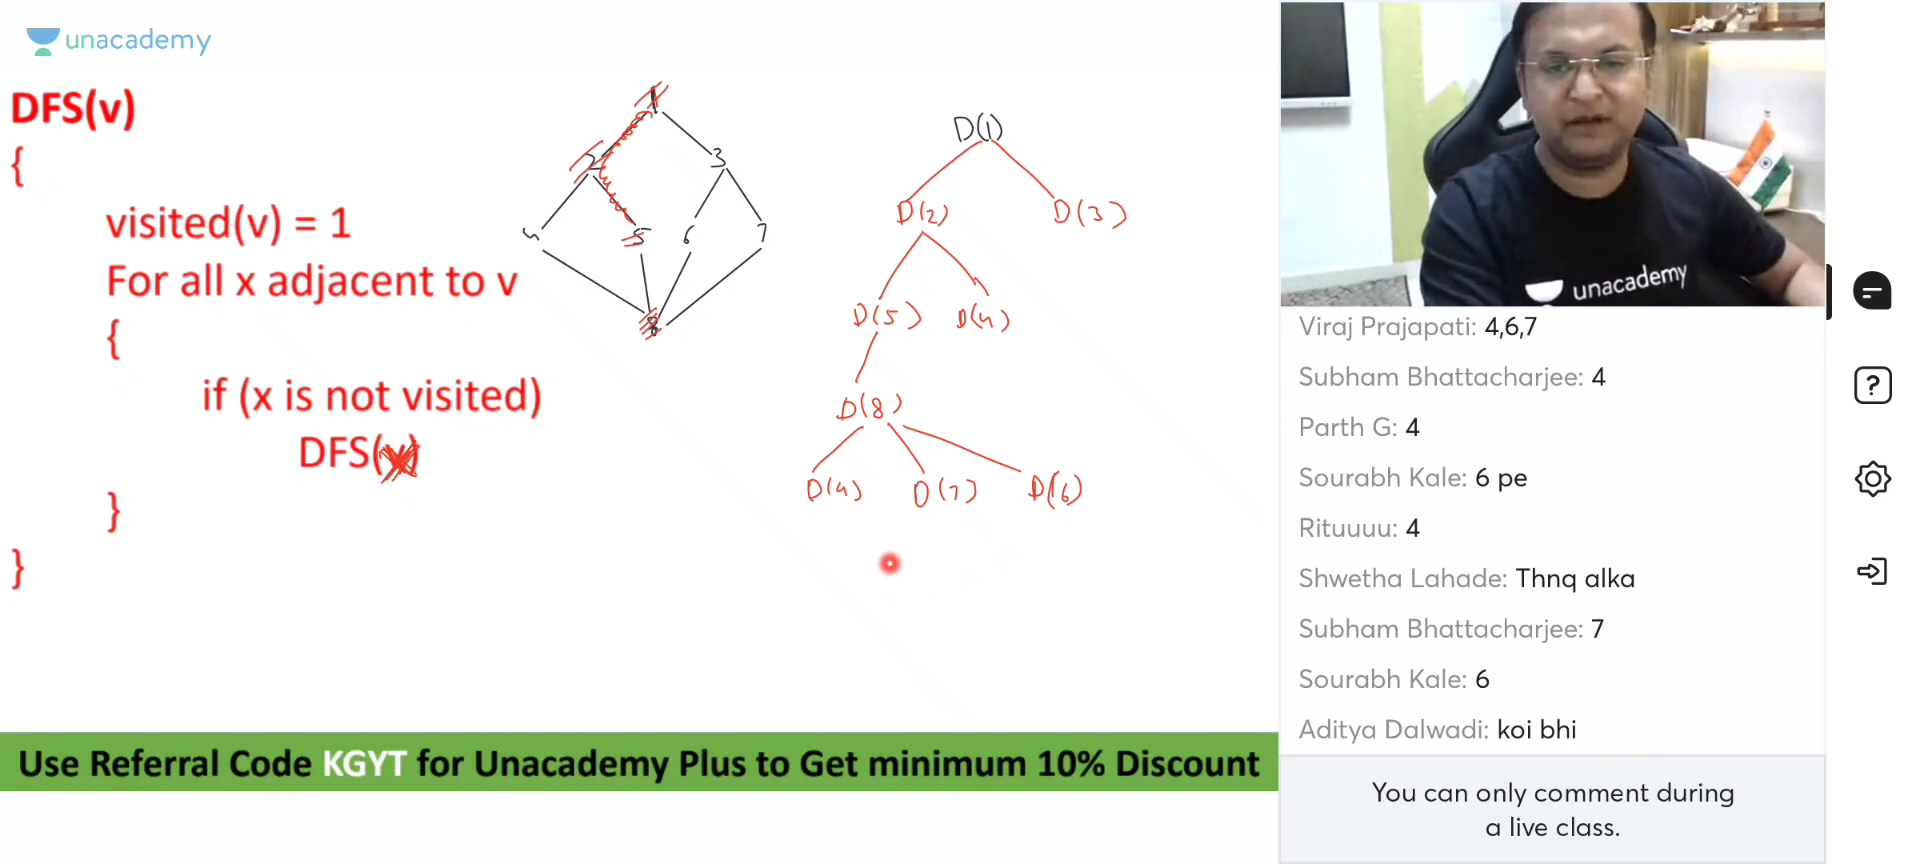 unacademy
DFS(v)
{
visited(v) = 1
For all x adjacent to v
{
if (x is not visited)
DFS(v)
}
}
1
2
3
4
5
6
7
8
D(1)
D(2)
D(3)
D(5)
D(4)
D(8)
D(4)
D(7)
D(6)
Use Referral Code KGYT for Unacademy Plus to Get minimum 10% Discount
unacademy
Viraj Prajapati: 4,6,7
Subham Bhattacharjee: 4
Parth G: 4
Sourabh Kale: 6 pe
Rituuuu: 4
Shwetha Lahade: Thnq alka
Subham Bhattacharjee: 7
Sourabh Kale: 6
Aditya Dalwadi: koi bhi
You can only comment during
a live class.
?